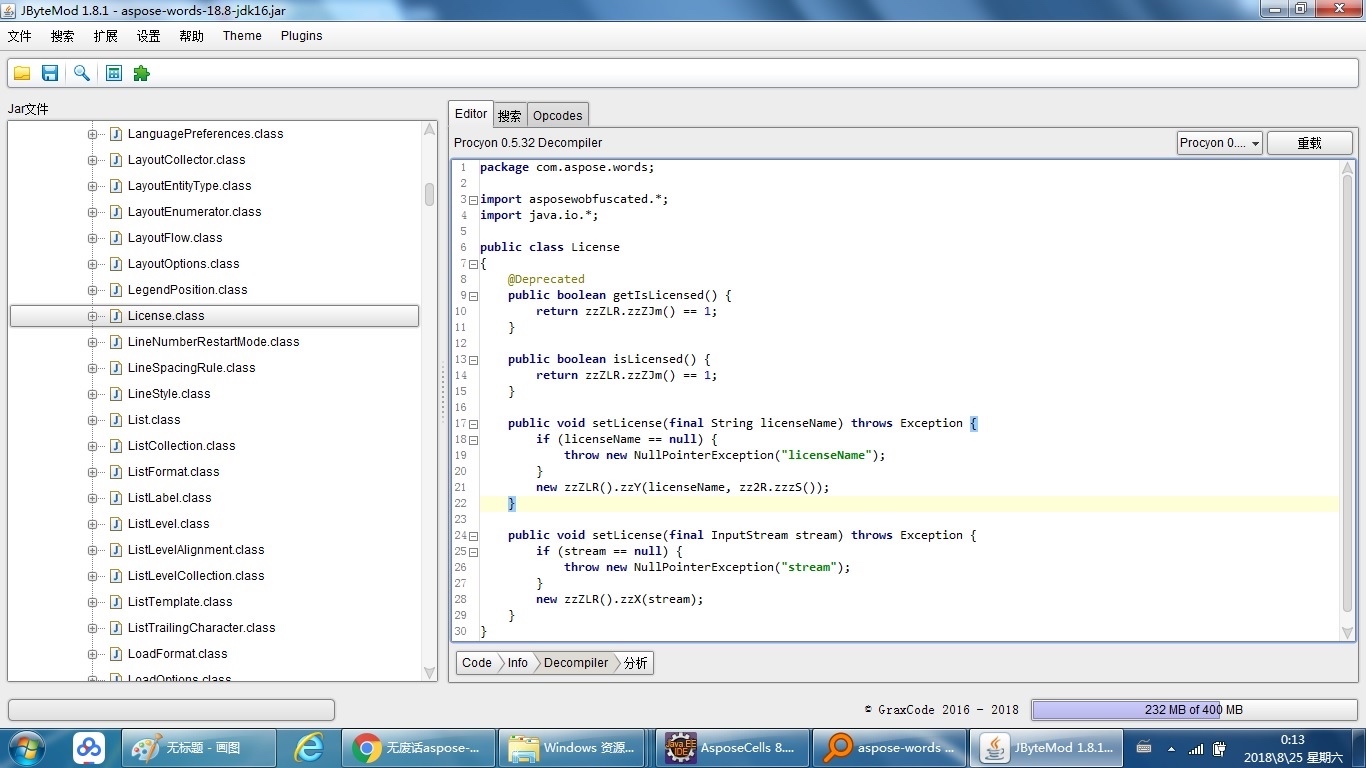 JByteMod 1.8.1 - aspose-words-18.8-jdk16.jar
文件 搜索 扩展 设置 帮助 Theme Plugins
Jar文件
LanguagePreferences.class
LayoutCollector.class
LayoutEntityType.class
LayoutEnumerator.class
LayoutFlow.class
LayoutOptions.class
LegendPosition.class
License.class
LineNumberRestartMode.class
LineSpacingRule.class
LineStyle.class
List.class
ListCollection.class
ListFormat.class
ListLabel.class
ListLevel.class
ListLevelAlignment.class
ListLevelCollection.class
ListTemplate.class
ListTrailingCharacter.class
LoadFormat.class
LoadOptions.class
Editor 搜索 Opcodes
Procyon 0.5.32 Decompiler
Procyon 0.... 重载
1 package com.aspose.words;
2
3 import asposewobfuscated.*;
4 import java.io.*;
5
6 public class License
7 {
8 @Deprecated
9 public boolean getIsLicensed() {
10 return zzZLR.zzZJm() == 1;
11 }
12
13 public boolean isLicensed() {
14 return zzZLR.zzZJm() == 1;
15 }
16
17 public void setLicense(final String licenseName) throws Exception {
18 if (licenseName == null) {
19 throw new NullPointerException("licenseName");
20 }
21 new zzZLR().zzY(licenseName, zz2R.zzzS());
22 }
23
24 public void setLicense(final InputStream stream) throws Exception {
25 if (stream == null) {
26 throw new NullPointerException("stream");
27 }
28 new zzZLR().zzX(stream);
29 }
30 }
Code Info Decompiler 分析
© GraxCode 2016 - 2018
232 MB of 400 MB
无标题 - 画图
无废话aspose-...
Windows 资源...
Java EE IDE
AsposeCells 8....
aspose-words ...
JByteMod 1.8.1...
0:13
2018\8\25 星期六